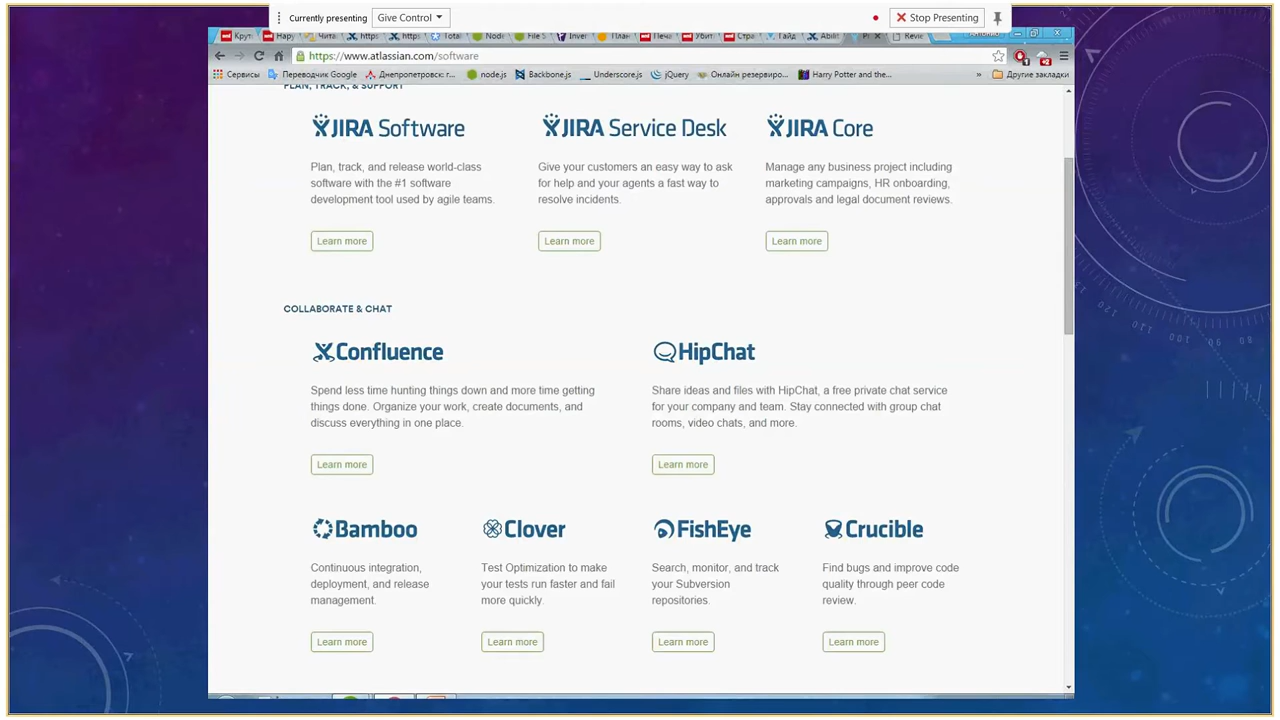 Currently presenting
Give Control
Stop Presenting
https://www.atlassian.com/software
Сервисы
Переводчик Google
Днепропетровск: г...
node.js
Backbone.js
Underscore.js
jQuery
Онлайн резервиро...
Harry Potter and the...
»
Другие закладки
PLAN, TRACK, & SUPPORT
JIRA Software
JIRA Service Desk
JIRA Core
Plan, track, and release world-class
software with the #1 software
development tool used by agile teams.
Give your customers an easy way to ask
for help and your agents a fast way to
resolve incidents.
Manage any business project including
marketing campaigns, HR onboarding,
approvals and legal document reviews.
Learn more
Learn more
Learn more
COLLABORATE & CHAT
Confluence
HipChat
Spend less time hunting things down and more time getting
things done. Organize your work, create documents, and
discuss everything in one place.
Share ideas and files with HipChat, a free private chat service
for your company and team. Stay connected with group chat
rooms, video chats, and more.
Learn more
Learn more
Bamboo
Clover
FishEye
Crucible
Continuous integration,
deployment, and release
management.
Test Optimization to make
your tests run faster and fail
more quickly.
Search, monitor, and track
your Subversion
repositories.
Find bugs and improve code
quality through peer code
review.
Learn more
Learn more
Learn more
Learn more